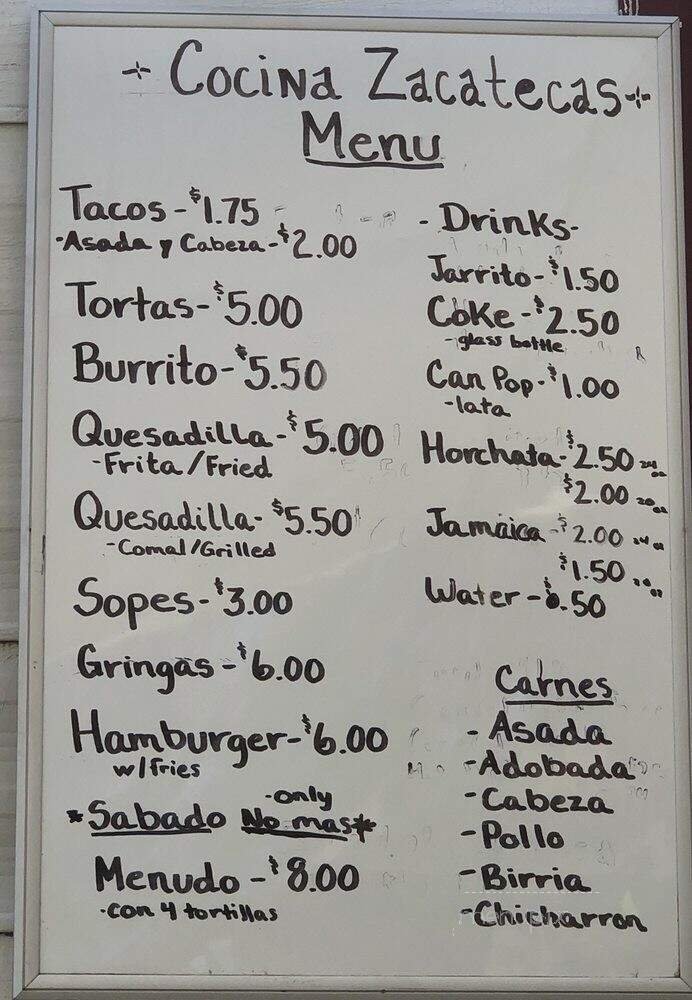 Cocina Zacatecas
Menu
Tacos - $1.75
- Asada y Cabeza - $2.00
Tortas - $5.00
Burrito - $5.50
Quesadilla - $5.00
- Frita / Fried
Quesadilla - $5.50
- Comal / Grilled
Sopes - $3.00
Gringas - $6.00
Hamburger - $6.00
w/ fries
- only
*Sabado No mas*
Menudo - $8.00
- con 4 tortillas
- Drinks -
Jarrito - $1.50
Coke - $2.50
- glass bottle
Can Pop - $1.00
- lata
Horchata - $2.50
$2.00
Jamaica - $2.00
$1.50
Water - $.50
Carnes
- Asada
- Adobada
- Cabeza
- Pollo
- Birria
- Chicharron